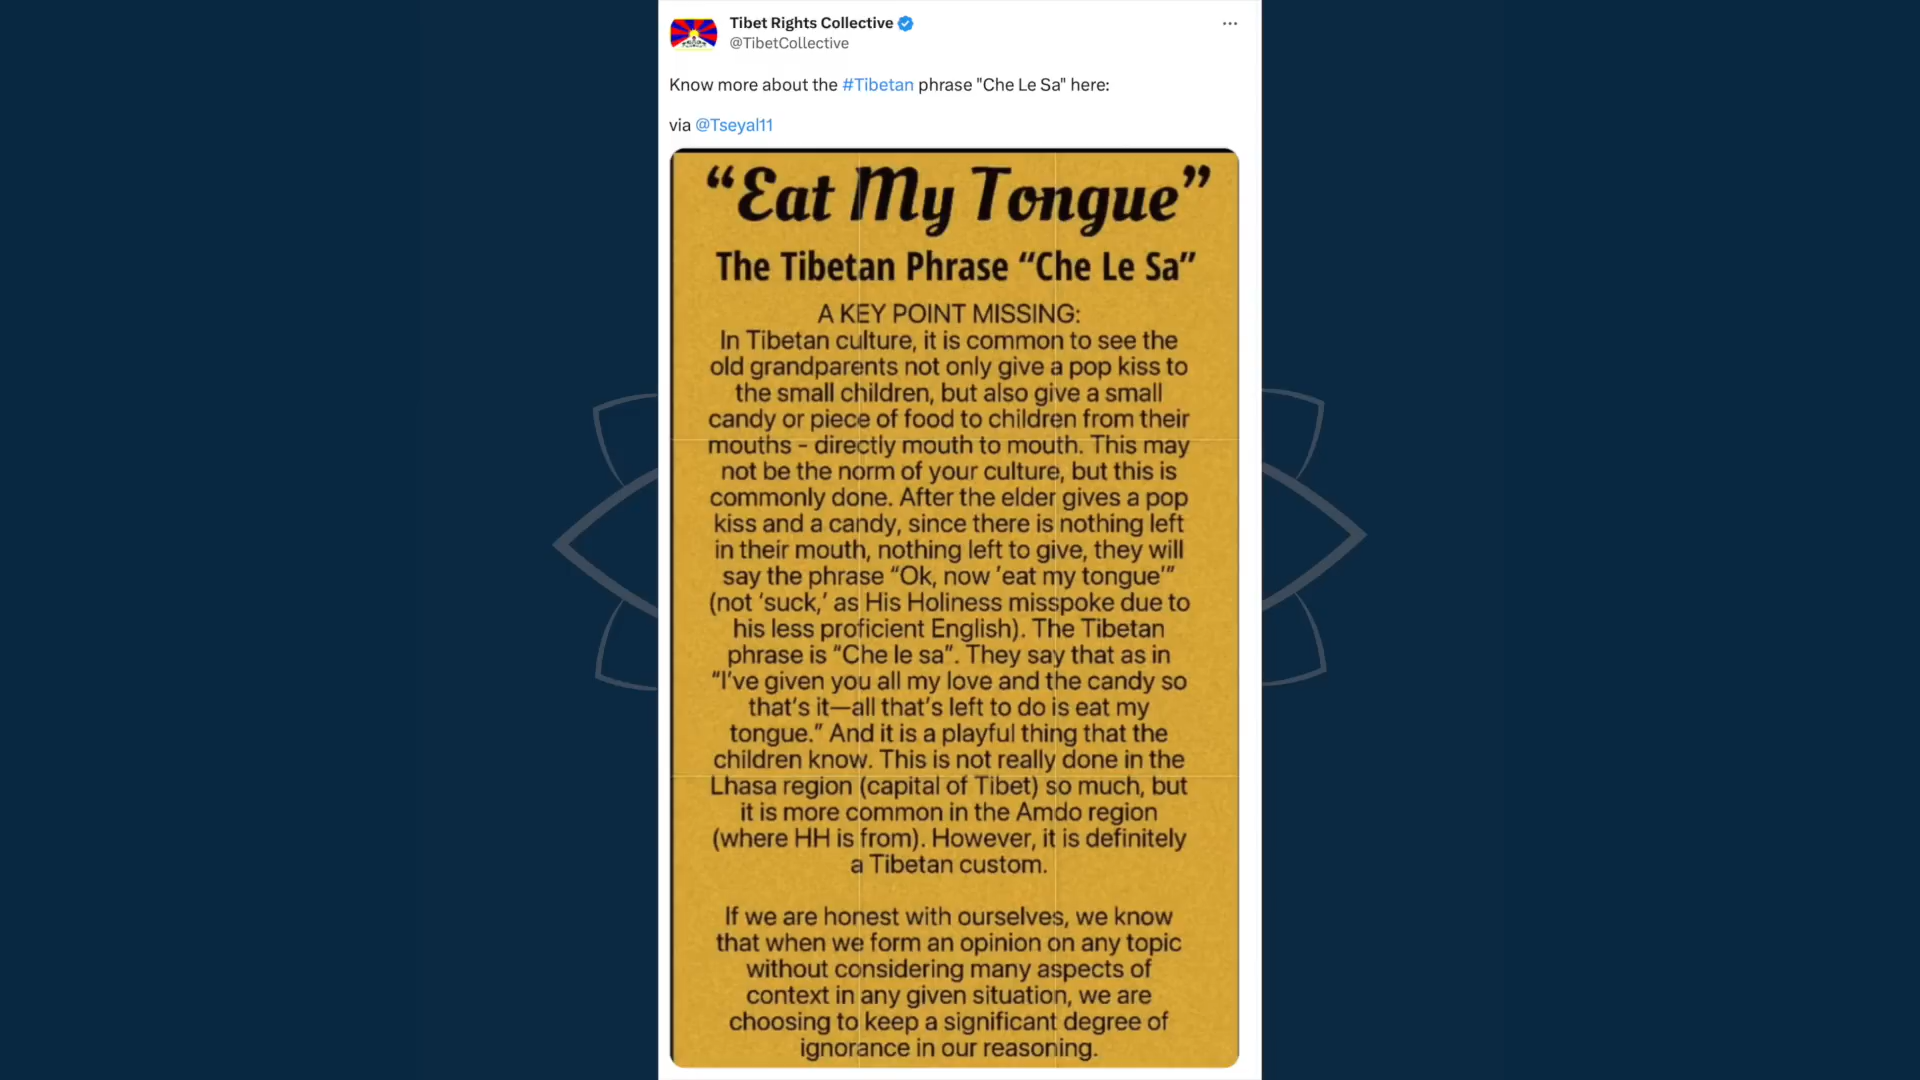 Tibet Rights Collective
@TibetCollective
Know more about the #Tibetan phrase "Che Le Sa" here:
via @Tseyal11
“Eat My Tongue”
The Tibetan Phrase “Che Le Sa”
A KEY POINT MISSING:
In Tibetan culture, it is common to see the
old grandparents not only give a pop kiss to
the small children, but also give a small
candy or piece of food to children from their
mouths - directly mouth to mouth. This may
not be the norm of your culture, but this is
commonly done. After the elder gives a pop
kiss and a candy, since there is nothing left
in their mouth, nothing left to give, they will
say the phrase “Ok, now ‘eat my tongue’”
(not ‘suck,’ as His Holiness misspoke due to
his less proficient English). The Tibetan
phrase is “Che le sa”. They say that as in
“I’ve given you all my love and the candy so
that’s it—all that’s left to do is eat my
tongue.” And it is a playful thing that the
children know. This is not really done in the
Lhasa region (capital of Tibet) so much, but
it is more common in the Amdo region
(where HH is from). However, it is definitely
a Tibetan custom.
If we are honest with ourselves, we know
that when we form an opinion on any topic
without considering many aspects of
context in any given situation, we are
choosing to keep a significant degree of
ignorance in our reasoning.